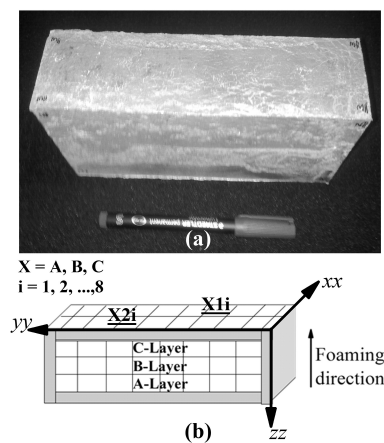 (a)
X = A, B, C
i = 1, 2, ...,8
xx
X2i X1i
yy
C-Layer
B-Layer
A-Layer
Foaming
direction
zz
(b)